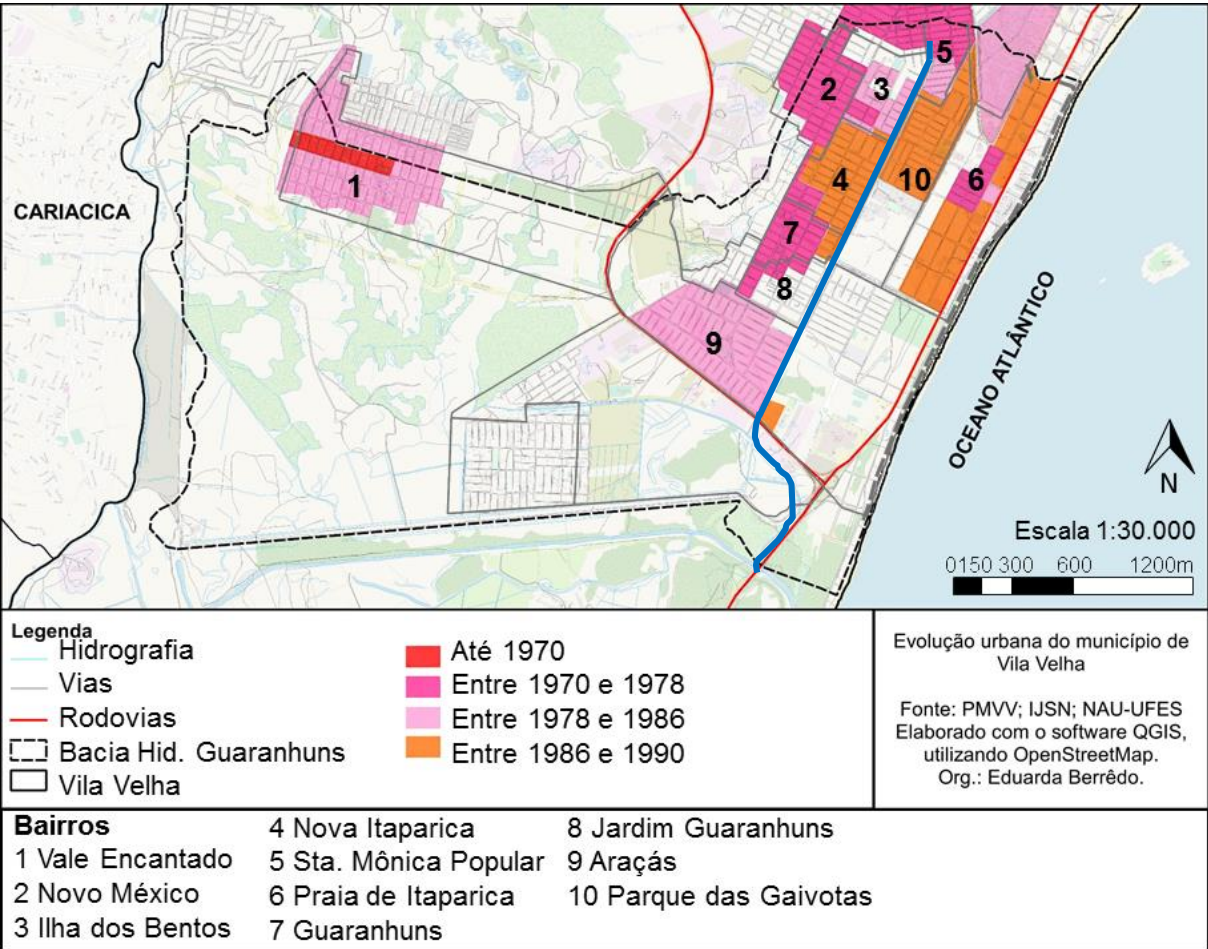 5
2
3
1
4
10
6
CARIACICA
7
8
9
OCEANO ATLÂNTICO
N
Escala 1:30.000
0150 300 600 1200m
Legenda
Hidrografia
Vias
Rodovias
Bacia Hid. Guaranhuns
Vila Velha
Até 1970
Entre 1970 e 1978
Entre 1978 e 1986
Entre 1986 e 1990
Evolução urbana do município de
Vila Velha
Fonte: PMVV; IJSN; NAU-UFES
Elaborado com o software QGIS,
utilizando OpenStreetMap.
Org.: Eduarda Berrêdo.
Bairros
1 Vale Encantado
2 Novo México
3 Ilha dos Bentos
4 Nova Itaparica
5 Sta. Mônica Popular
6 Praia de Itaparica
7 Guaranhuns
8 Jardim Guaranhuns
9 Araçás
10 Parque das Gaivotas